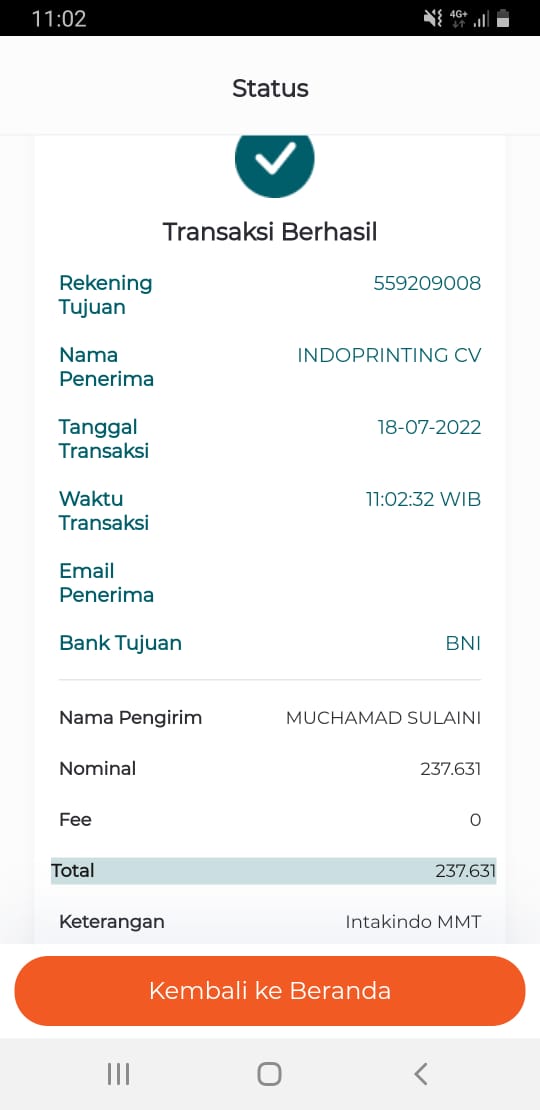 11:02
4G+
Status
Transaksi Berhasil
Rekening 559209008
Tujuan
Nama INDOPRINTING CV
Penerima
Tanggal 18-07-2022
Transaksi
Waktu 11:02:32 WIB
Transaksi
Email
Penerima
Bank Tujuan BNI
Nama Pengirim MUCHAMAD SULAINI
Nominal 237.631
Fee 0
Total 237.631
Keterangan Intakindo MMT
Kembali ke Beranda